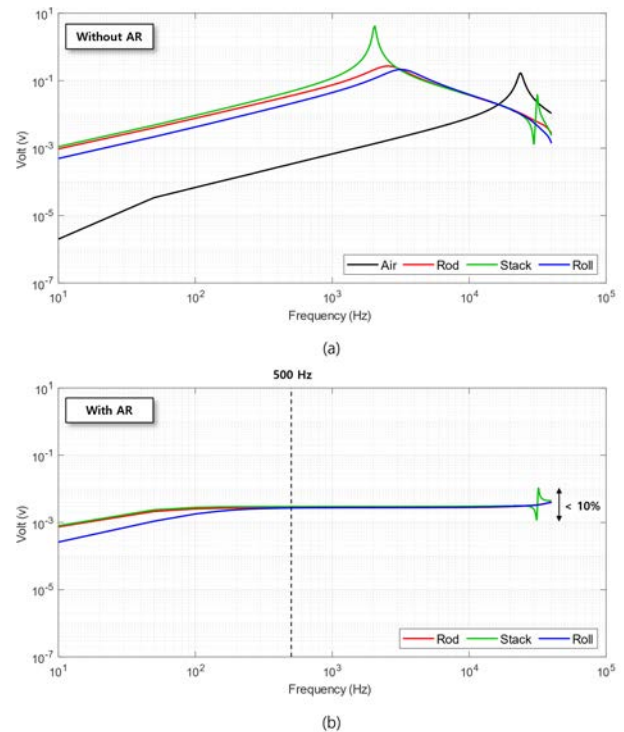 Without AR
Volt (v)
10^1
10^-1
10^-3
10^-5
10^-7
10^1
10^2
10^3
10^4
10^5
Air Rod Stack Roll
Frequency (Hz)
(a)
500 Hz
With AR
Volt (v)
10^1
10^-1
10^-3
10^-5
10^-7
< 10%
10^1
10^2
10^3
10^4
10^5
Rod Stack Roll
Frequency (Hz)
(b)